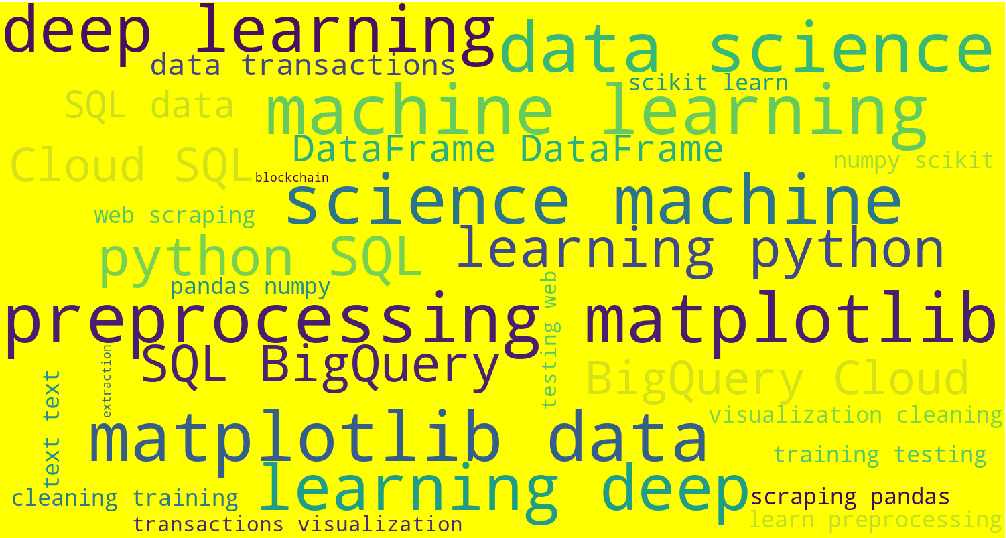 deep learning
data science
data transactions
scikit learn
SQL data
machine learning
DataFrame DataFrame
numpy scikit
Cloud SQL
blockchain
science machine
web scraping
python SQL
learning python
pandas numpy
testing web
preprocessing matplotlib
SQL BigQuery
extraction
BigQuery Cloud
text text
matplotlib data
visualization cleaning
training testing
learning deep
cleaning training
scraping pandas
transactions visualization
learn preprocessing